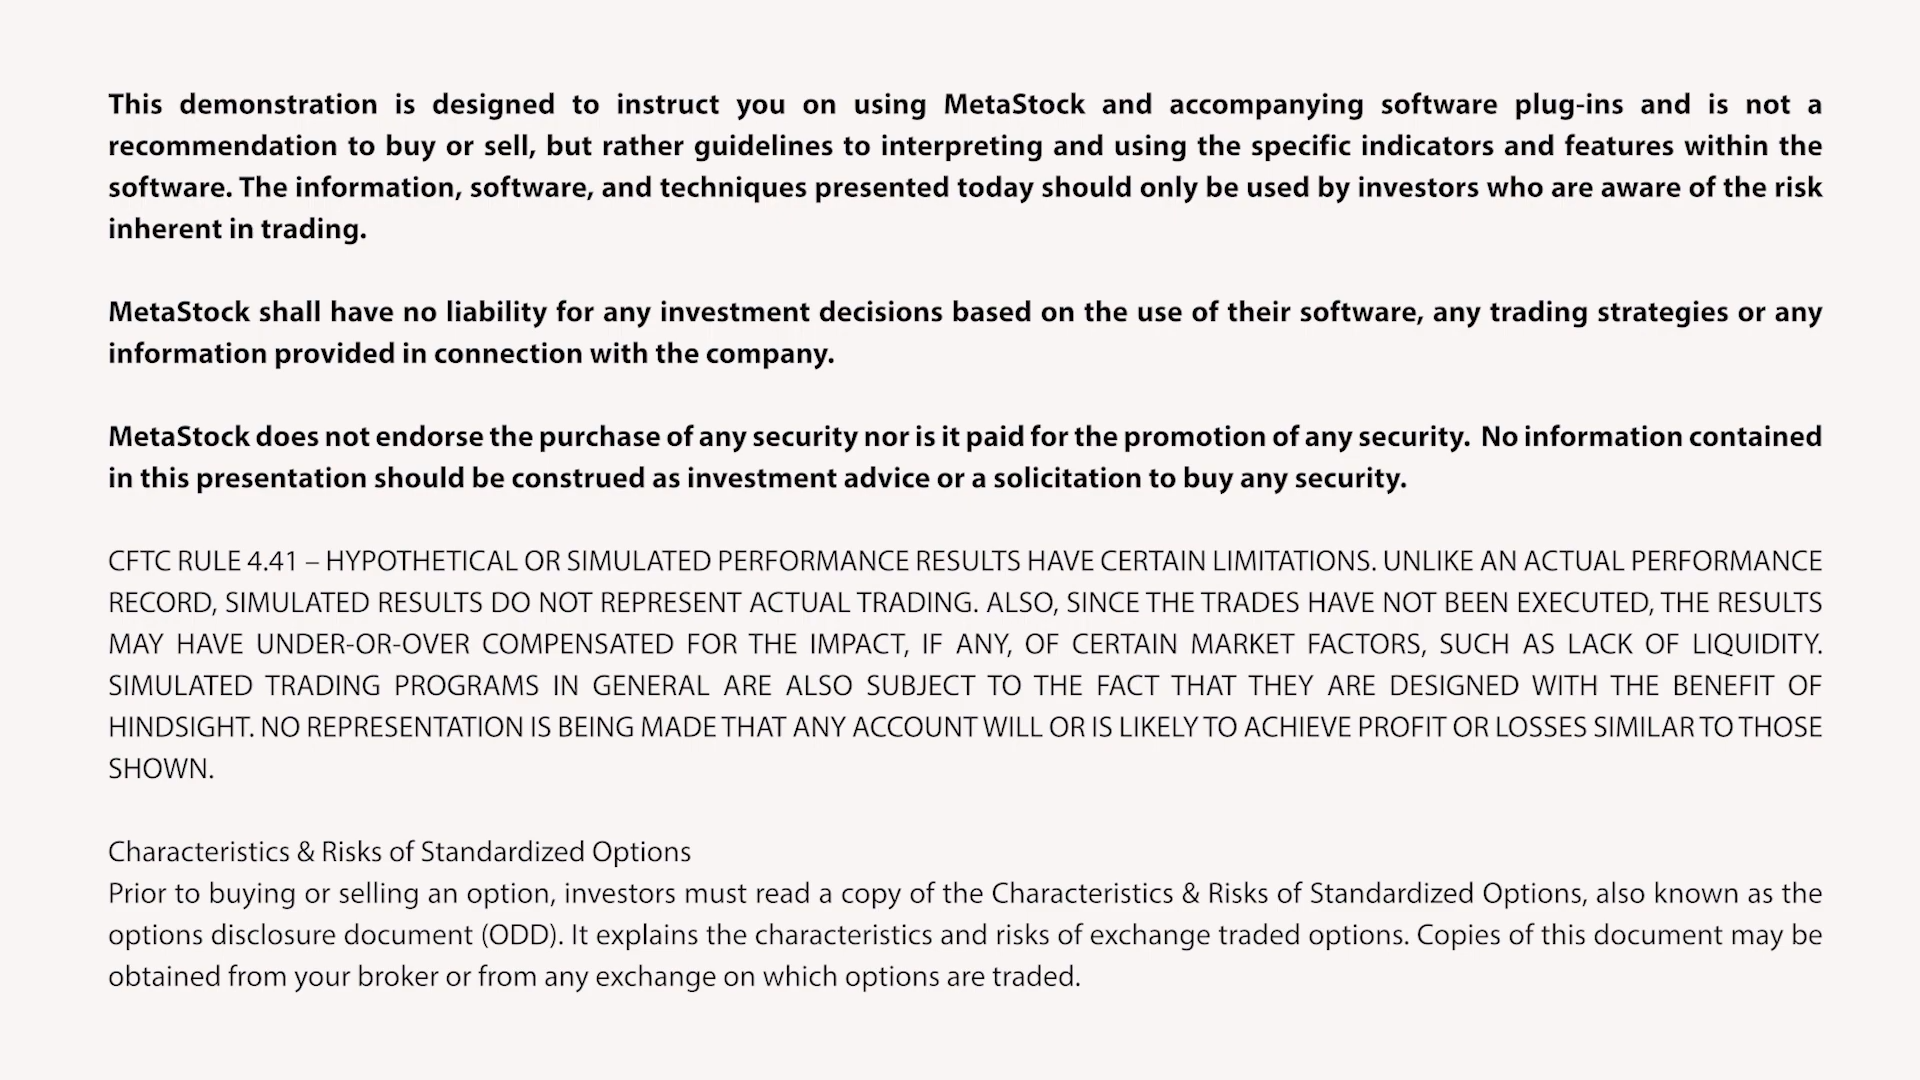 This demonstration is designed to instruct you on using MetaStock and accompanying software plug-ins and is not a
recommendation to buy or sell, but rather guidelines to interpreting and using the specific indicators and features within the
software. The information, software, and techniques presented today should only be used by investors who are aware of the risk
inherent in trading.
MetaStock shall have no liability for any investment decisions based on the use of their software, any trading strategies or any
information provided in connection with the company.
MetaStock does not endorse the purchase of any security nor is it paid for the promotion of any security. No information contained
in this presentation should be construed as investment advice or a solicitation to buy any security.
CFTC RULE 4.41 – HYPOTHETICAL OR SIMULATED PERFORMANCE RESULTS HAVE CERTAIN LIMITATIONS. UNLIKE AN ACTUAL PERFORMANCE
RECORD, SIMULATED RESULTS DO NOT REPRESENT ACTUAL TRADING. ALSO, SINCE THE TRADES HAVE NOT BEEN EXECUTED, THE RESULTS
MAY HAVE UNDER-OR-OVER COMPENSATED FOR THE IMPACT, IF ANY, OF CERTAIN MARKET FACTORS, SUCH AS LACK OF LIQUIDITY.
SIMULATED TRADING PROGRAMS IN GENERAL ARE ALSO SUBJECT TO THE FACT THAT THEY ARE DESIGNED WITH THE BENEFIT OF
HINDSIGHT. NO REPRESENTATION IS BEING MADE THAT ANY ACCOUNT WILL OR IS LIKELY TO ACHIEVE PROFIT OR LOSSES SIMILAR TO THOSE
SHOWN.
Characteristics & Risks of Standardized Options
Prior to buying or selling an option, investors must read a copy of the Characteristics & Risks of Standardized Options, also known as the
options disclosure document (ODD). It explains the characteristics and risks of exchange traded options. Copies of this document may be
obtained from your broker or from any exchange on which options are traded.